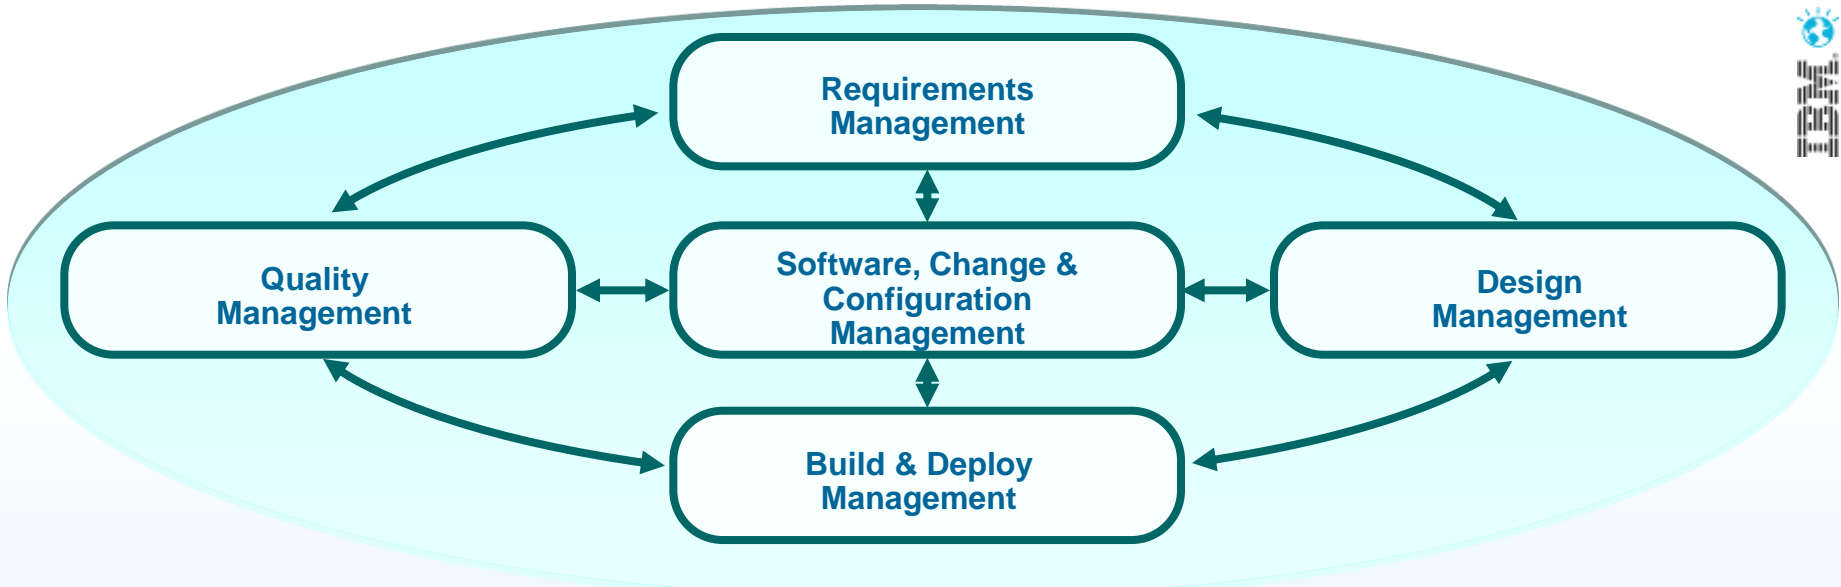 Requirements
Management
Quality
Management
Software, Change &
Configuration
Management
Design
Management
Build & Deploy
Management
IBM